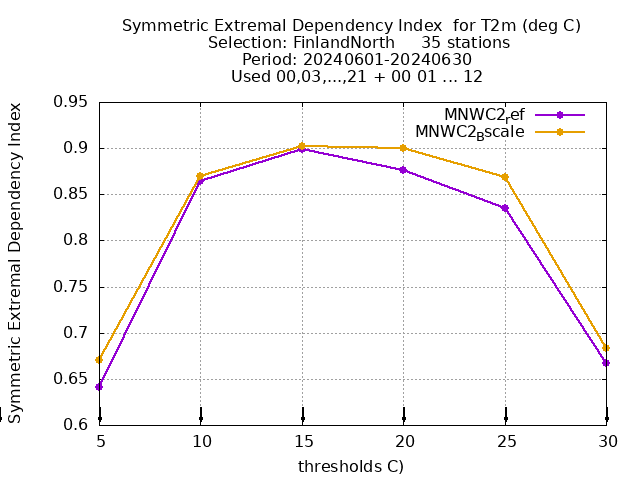 Symmetric Extremal Dependency Index  for T2m (deg C)
Selection: FinlandNorth     35 stations
Period: 20240601-20240630
Used 00,03,...,21 + 00 01 ... 12
MNWC2ref
MNWC2Bscale
Symmetric Extremal Dependency Index
0.95
0.9
0.85
0.8
0.75
0.7
0.65
0.6
5 10 15 20 25 30
thresholds C)